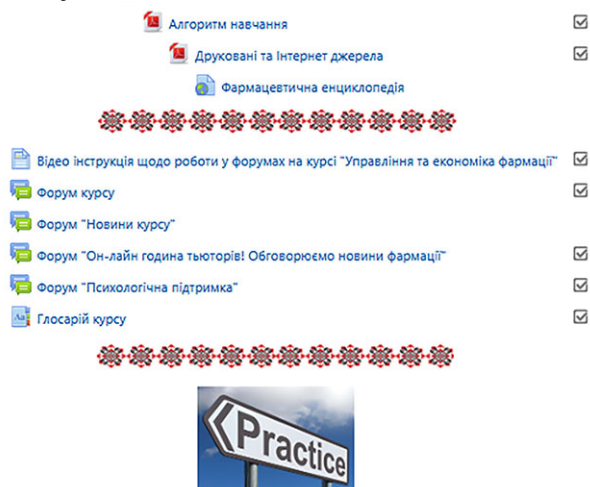 Алгоритм навчання
Друковані та Інтернет джерела
Фармацевтична енциклопедія
Відео інструкція щодо роботи у форумах на курсі "Управління та економіка фармації"
Форум курсу
Форум "Новини курсу"
Форум "Он-лайн година тьюторів! Обговорюємо новини фармації"
Форум "Психологічна підтримка"
Глосарій курсу
Practice